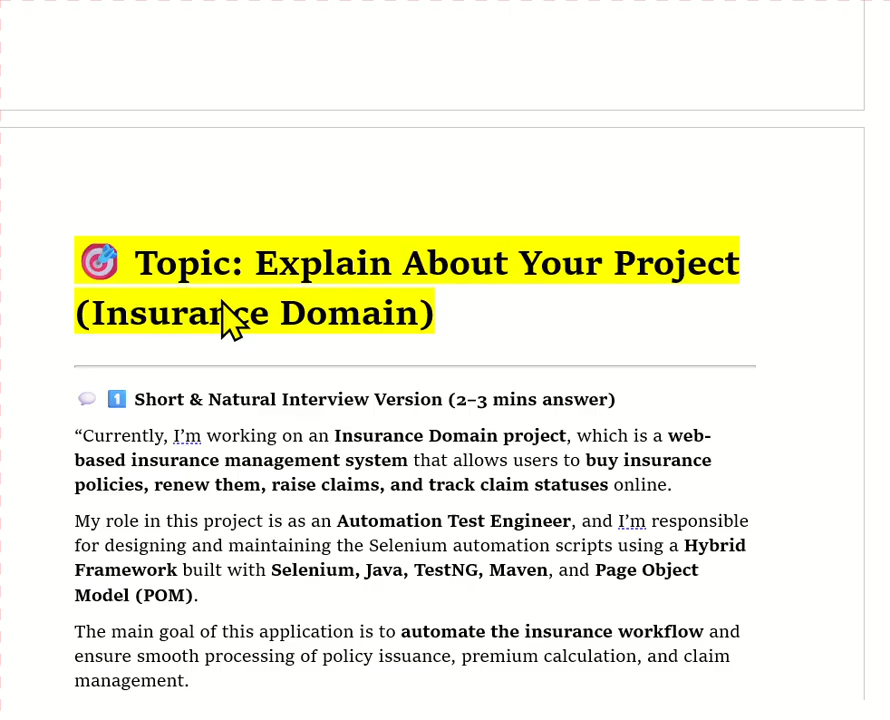 🎯 Topic: Explain About Your Project
(Insurance Domain)
💬 1️⃣ Short & Natural Interview Version (2–3 mins answer)
“Currently, I’m working on an Insurance Domain project, which is a web-
based insurance management system that allows users to buy insurance
policies, renew them, raise claims, and track claim statuses online.
My role in this project is as an Automation Test Engineer, and I’m responsible
for designing and maintaining the Selenium automation scripts using a Hybrid
Framework built with Selenium, Java, TestNG, Maven, and Page Object
Model (POM).
The main goal of this application is to automate the insurance workflow and
ensure smooth processing of policy issuance, premium calculation, and claim
management.